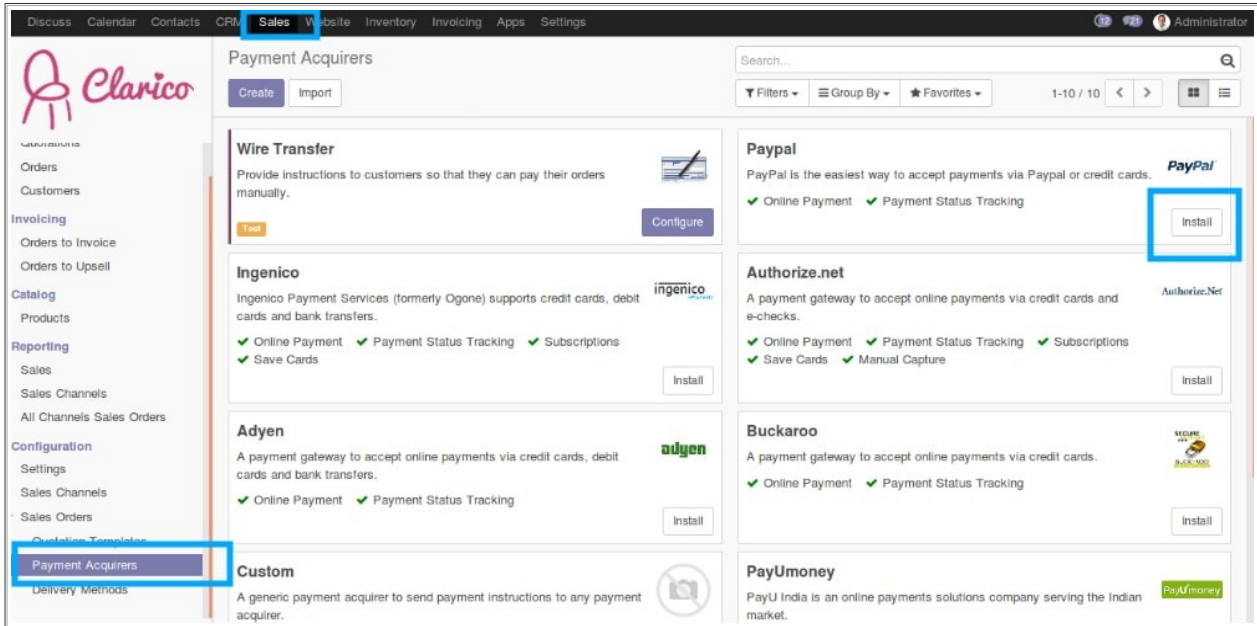 Discuss Calendar Contacts CRM Sales Website Inventory Invoicing Apps Settings 12 21 Administrator
Clarico
Payment Acquirers
Search...
Create Import
Filters Group By Favorites 1-10 / 10
Quotations
Orders
Customers
Invoicing
Orders to Invoice
Orders to Upsell
Catalog
Products
Reporting
Sales
Sales Channels
All Channels Sales Orders
Configuration
Settings
Sales Channels
Sales Orders
Quotation Templates
Payment Acquirers
Delivery Methods
Wire Transfer
Provide instructions to customers so that they can pay their orders
manually.
Test
Configure
Paypal
PayPal is the easiest way to accept payments via Paypal or credit cards.
PayPal
Online Payment Payment Status Tracking
Install
Ingenico
Ingenico Payment Services (formerly Ogone) supports credit cards, debit
cards and bank transfers.
ingenico
Online Payment Payment Status Tracking Subscriptions
Save Cards
Install
Authorize.net
A payment gateway to accept online payments via credit cards and
e-checks.
Authorize.Net
Online Payment Payment Status Tracking Subscriptions
Save Cards Manual Capture
Install
Adyen
A payment gateway to accept online payments via credit cards, debit
cards and bank transfers.
adyen
Online Payment Payment Status Tracking
Install
Buckaroo
A payment gateway to accept online payments via credit cards.
Online Payment Payment Status Tracking
Install
Custom
A generic payment acquirer to send payment instructions to any payment
acquirer.
PayUmoney
PayU India is an online payments solutions company serving the Indian
market.
PayUmoney